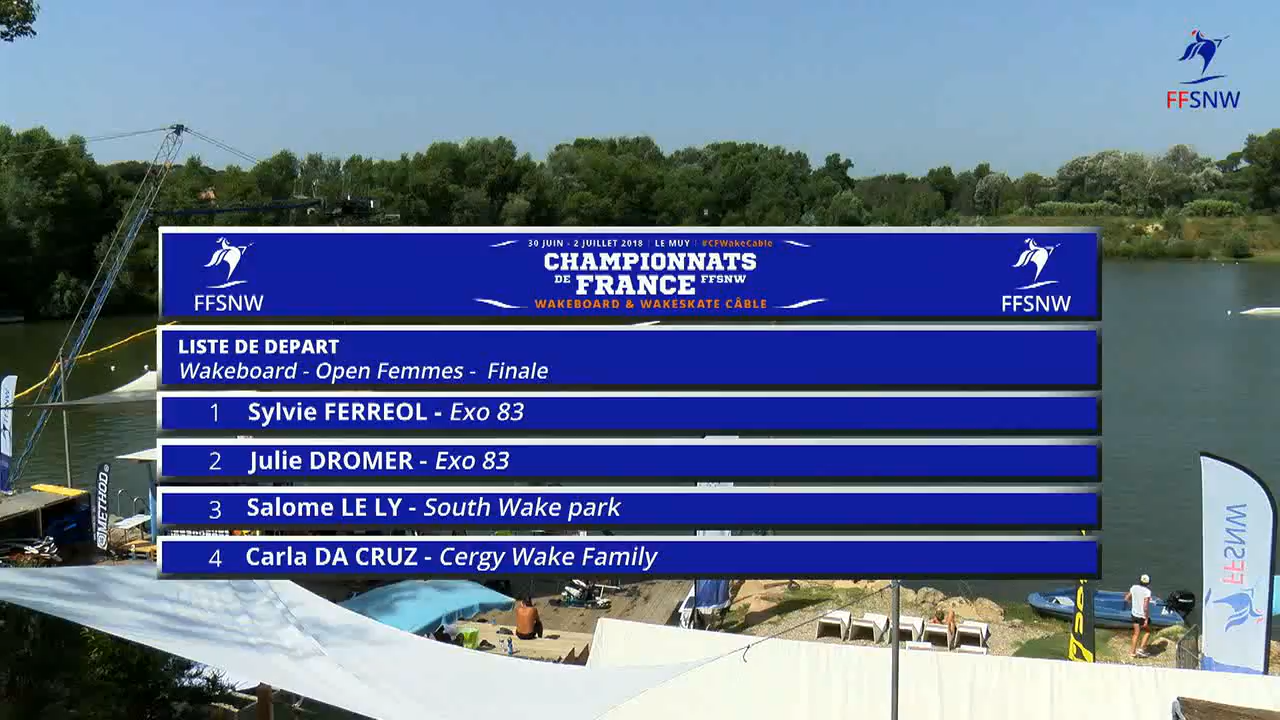 FFSNW
30 JUIN - 2 JUILLET 2018 | LE MUY | #CFWakeCable
CHAMPIONNATS
DE FRANCE FFSNW
WAKEBOARD & WAKESKATE CÂBLE
FFSNW
FFSNW
LISTE DE DEPART
Wakeboard - Open Femmes - Finale
1 Sylvie FERREOL - Exo 83
2 Julie DROMER - Exo 83
3 Salome LE LY - South Wake park
4 Carla DA CRUZ - Cergy Wake Family
METHOD
FFSNW